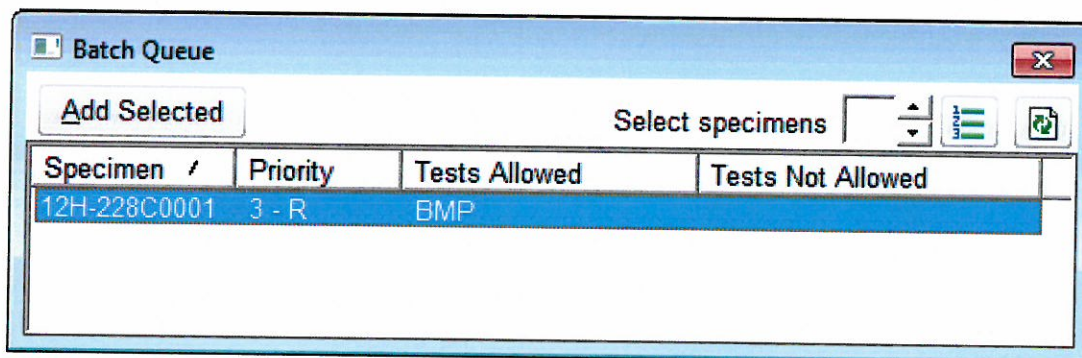 Batch Queue
Add Selected Select specimens
Specimen Priority Tests Allowed Tests Not Allowed
12H-228C0001 3 - R BMP